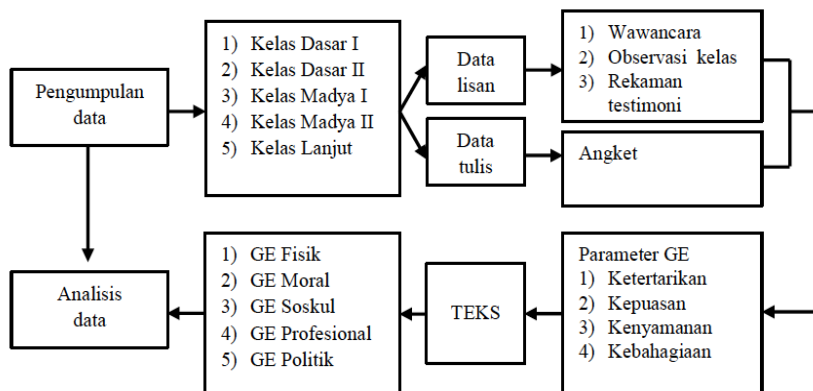 Pengumpulan
data
1) Kelas Dasar I
2) Kelas Dasar II
3) Kelas Madya I
4) Kelas Madya II
5) Kelas Lanjut
Data
lisan
Data
tulis
1) Wawancara
2) Observasi kelas
3) Rekaman
testimoni
Angket
Analisis
data
1) GE Fisik
2) GE Moral
3) GE Soskul
4) GE Profesional
5) GE Politik
TEKS
Parameter GE
1) Ketertarikan
2) Kepuasan
3) Kenyamanan
4) Kebahagiaan